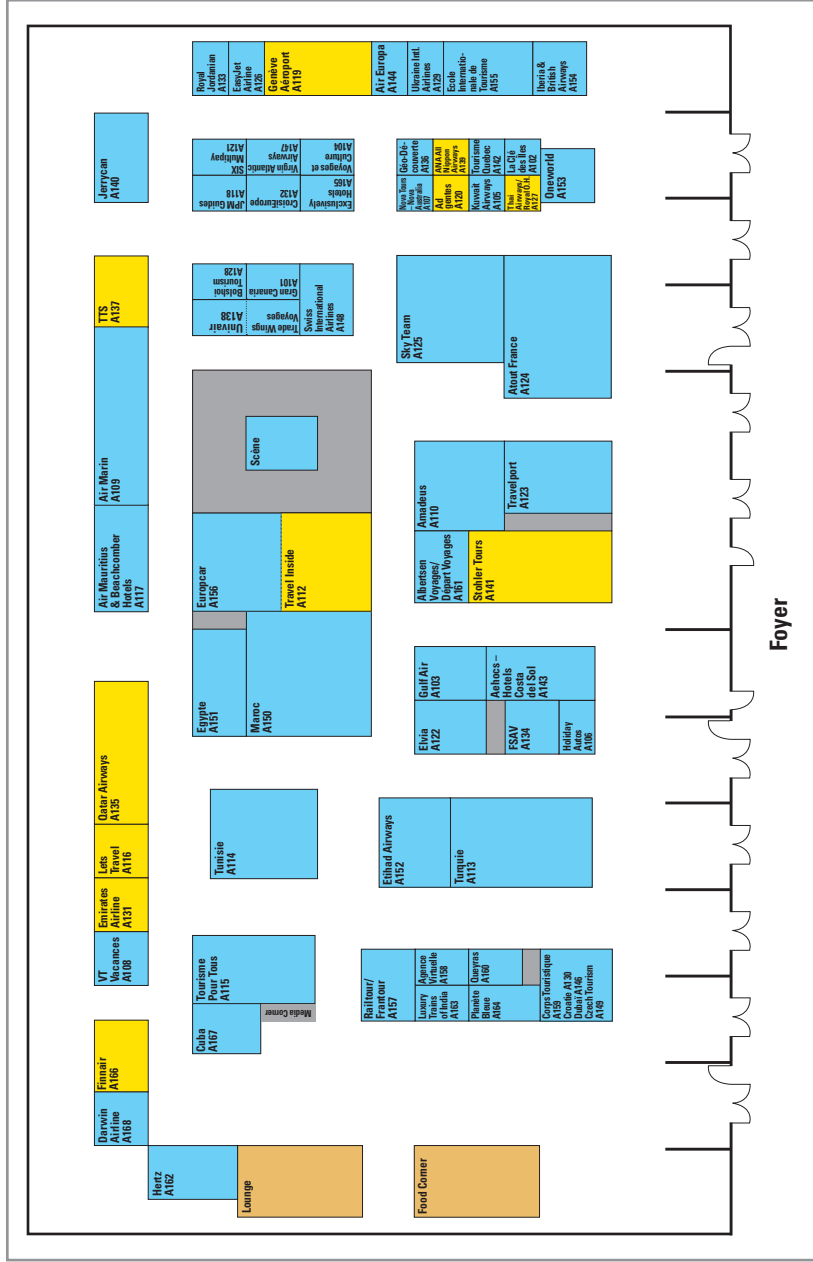 Royal
Jordanian
A133
EasyJet
Airline
A126
Genève
Aéroport
A119
Air Europa
A144
Ukraine Intl.
Airlines
A129
Ecole
Internatio-
nale de
Tourisme
A155
Iberia &
British
Airways
A154
Jerrycan
A140
SIX
Multipay
A121
Virgin Atlantic
Airways
A147
Voyages et
Culture
A104
JPM Guides
A118
CroisiEurope
A132
Exclusively
Hotels
A165
Géo-Dé-
couverte
A136
ANA All
Nippon
Airways
A139
Tourisme
Quebec
A142
La Clé
des Iles
A102
Nova Tours
– Nova
Australia
A107
Ad
gentes
A120
Kuwait
Airways
A105
Thai
Airways/
Royal O.H.
A127
Oneworld
A153
TTS
A137
Air Marin
A109
Air Mauritius
& Beachcomber
Hotels
A117
Bolshoi
Tourism
A128
Gran Canaria
A101
Univair
A138
Trade Wings
Voyages
Swiss
International
Airlines
A148
Sky Team
A125
Atout France
A124
Scène
Europcar
A156
Travel Inside
A112
Egypte
A151
Maroc
A150
Amadeus
A110
Travelport
A123
Albertsen
Voyages/
Départ Voyages
A161
Stohler Tours
A141
Foyer
Gulf Air
A103
Aehocs –
Hotels
Costa
del Sol
A143
Elvia
A122
FSAV
A134
Holiday
Autos
A106
Qatar Airways
A135
Lets
Travel
A116
Emirates
Airline
A131
VT
Vacances
A108
Tunisie
A114
Etihad Airways
A152
Turquie
A113
Tourisme
Pour Tous
A115
Cuba
A167
Media Corner
Railtour/
Frantour
A157
Agence
Virtuelle
A158
Queyras
A160
Luxury
Trains
of India
A163
Planète
Bleue
A164
Corps Touristique
A159
Croatie A130
Dubaï A146
Czech Tourism
A149
Finnair
A166
Darwin
Airline
A168
Hertz
A162
Lounge
Food Corner